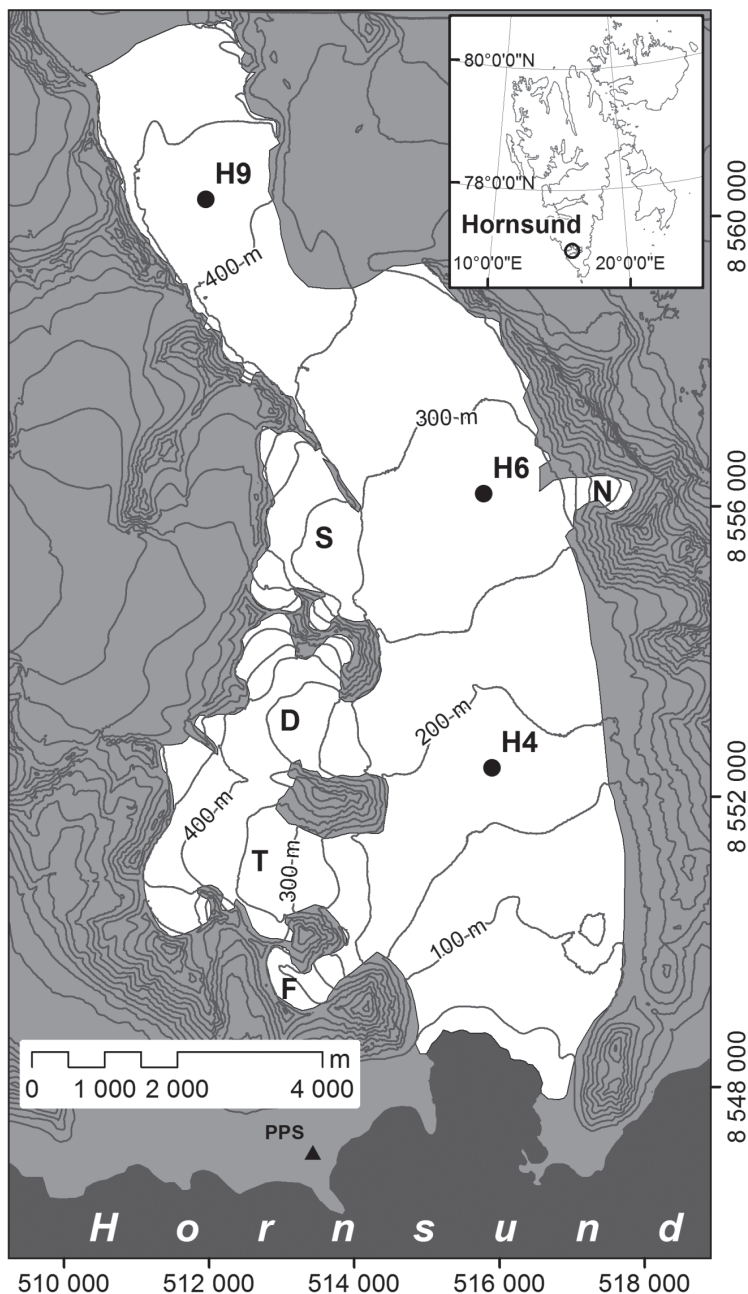 80°0'0"N
78°0'0"N
Hornsund
10°0'0"E 20°0'0"E
H9
400-m
8 560 000
300-m
H6
N
8 556 000
S
D
200-m
H4
8 552 000
400-m
T
300-m
100-m
F
m
0 1 000 2 000 4 000
8 548 000
PPS
Hornsund
510 000 512 000 514 000 516 000 518 000